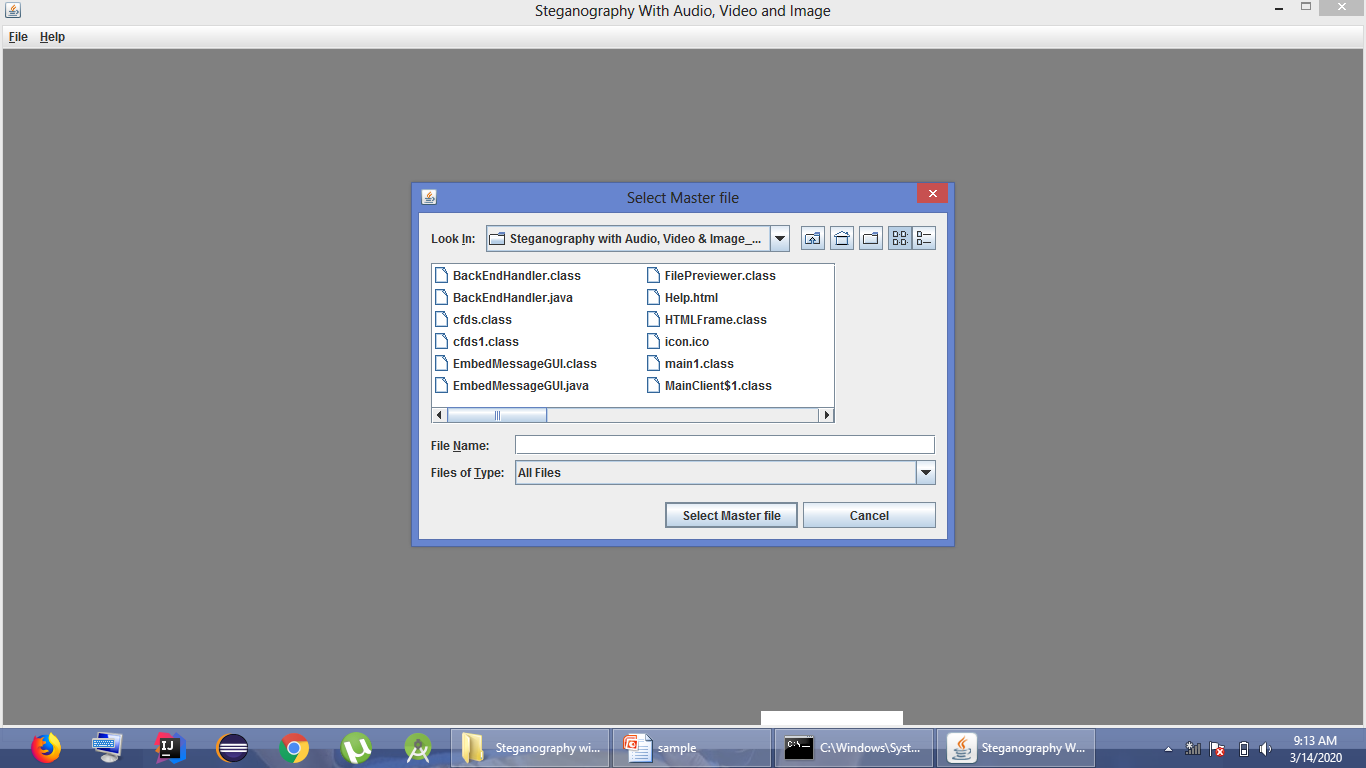 Steganography With Audio, Video and Image
File Help
Select Master file
Look In: Steganography with Audio, Video & Image_...
BackEndHandler.class FilePreviewer.class
BackEndHandler.java Help.html
cfds.class HTMLFrame.class
cfds1.class icon.ico
EmbedMessageGUI.class main1.class
EmbedMessageGUI.java MainClient$1.class
File Name:
Files of Type: All Files
Select Master file Cancel
IJ Steganography wi... sample C:\ C:\Windows\Syst... Steganography W... 9:13 AM
3/14/2020